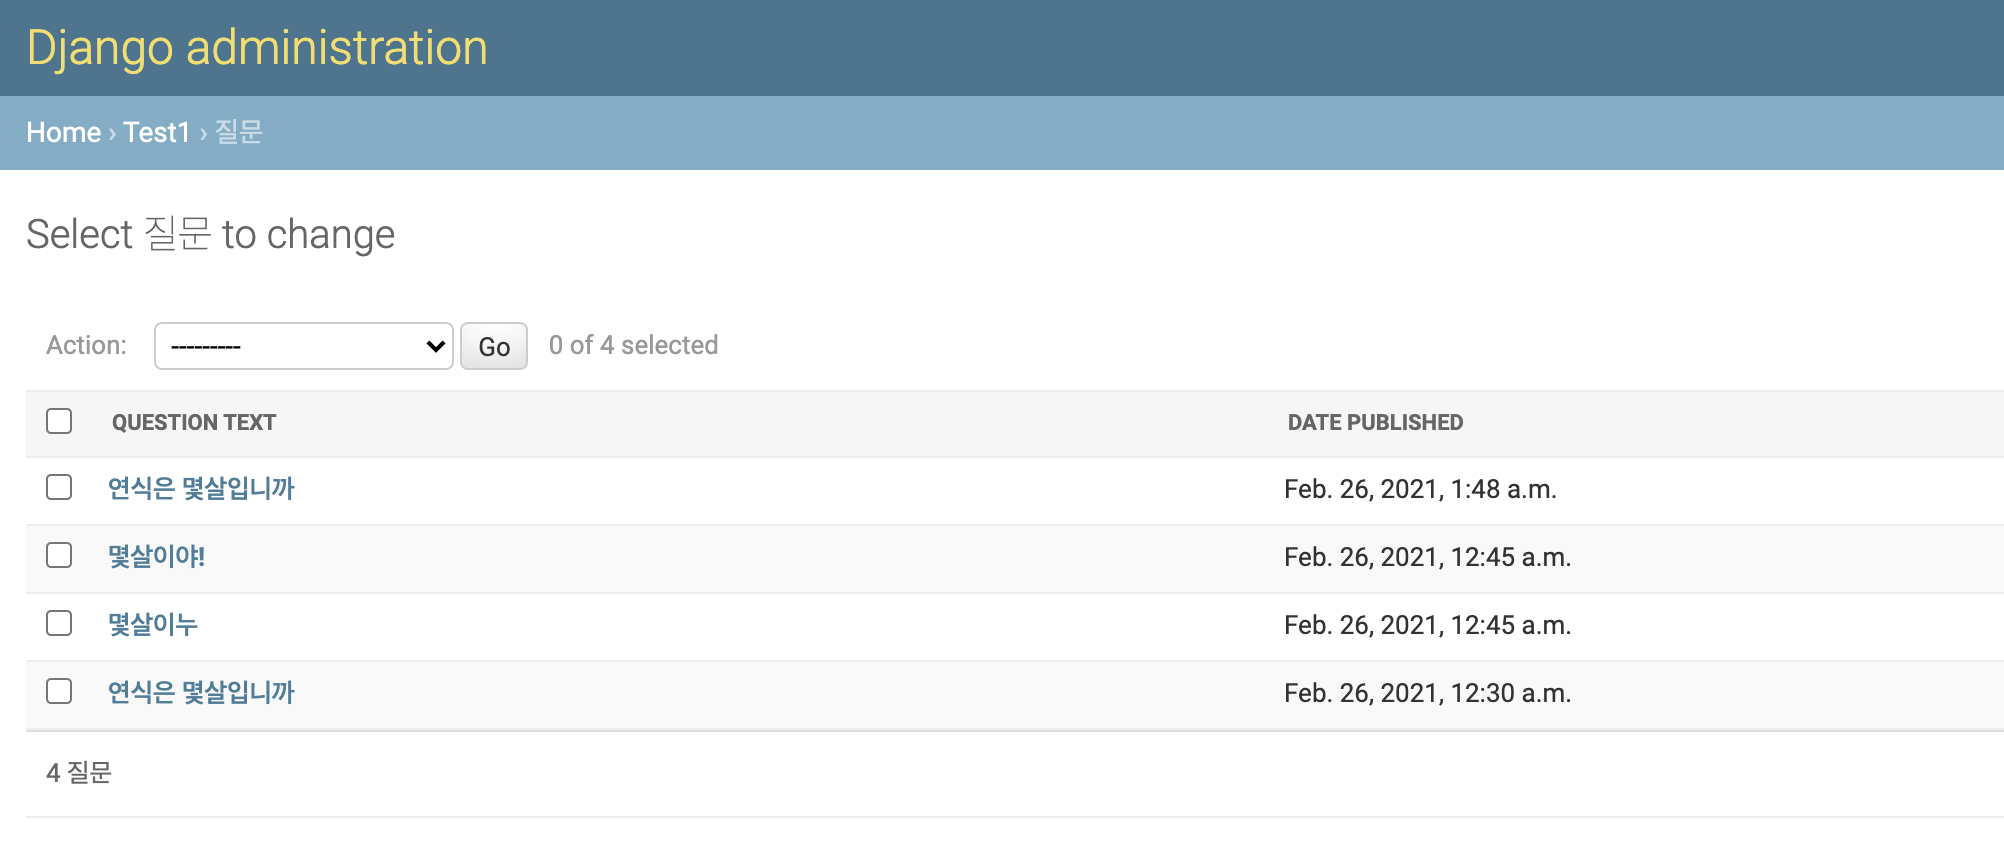 Django administration
Home › Test1 › 질문
Select 질문 to change
Action: --------- Go 0 of 4 selected
QUESTION TEXT DATE PUBLISHED
연식은 몇살입니까 Feb. 26, 2021, 1:48 a.m.
몇살이야! Feb. 26, 2021, 12:45 a.m.
몇살이누 Feb. 26, 2021, 12:45 a.m.
연식은 몇살입니까 Feb. 26, 2021, 12:30 a.m.
4 질문